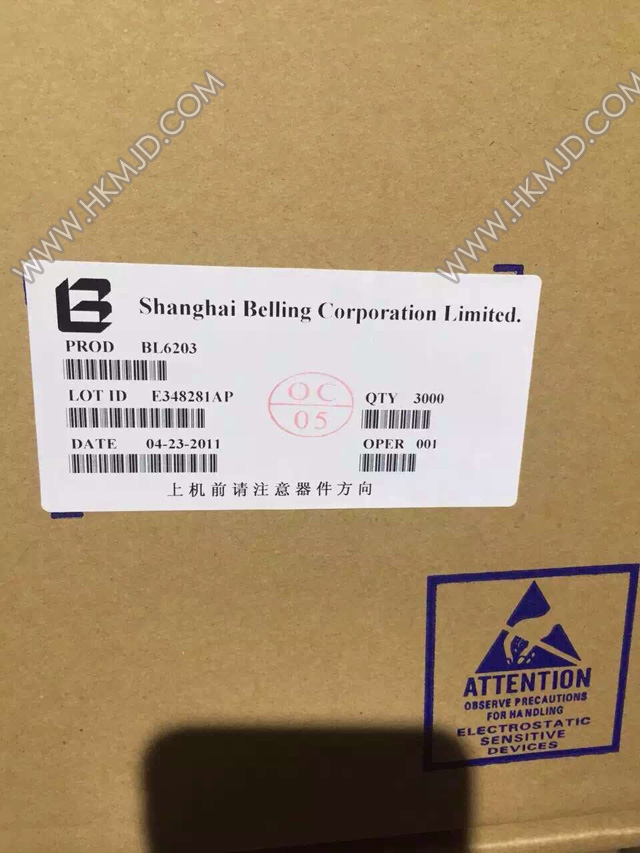 WWW.HKMJD.COM
WWW.HKMJD.COM
Shanghai Belling Corporation Limited.
PROD BL6203
LOT ID E348281AP
QTY 3000
OC
05
DATE 04-23-2011
OPER 001
上机前请注意器件方向
ATTENTION
OBSERVE PRECAUTIONS
FOR HANDLING
ELECTROSTATIC
SENSITIVE
DEVICES